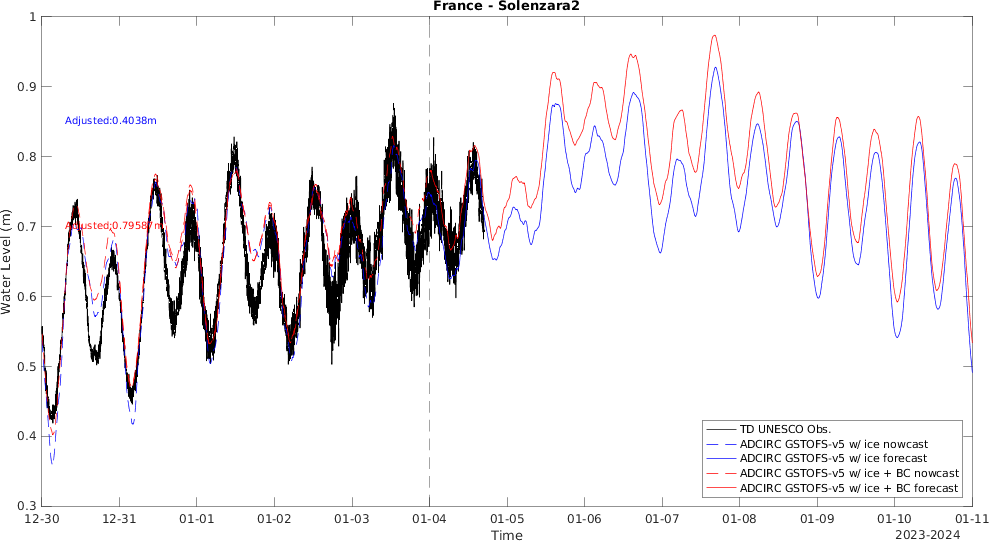 France - Solenzara2
1
0.9
0.8
0.7
0.6
0.5
0.4
0.3
Water Level (m)
Adjusted:0.4038m
Adjusted:0.79587m
TD UNESCO Obs.
ADCIRC GSTOFS-v5 w/ ice nowcast
ADCIRC GSTOFS-v5 w/ ice forecast
ADCIRC GSTOFS-v5 w/ ice + BC nowcast
ADCIRC GSTOFS-v5 w/ ice + BC forecast
12-30 12-31 01-01 01-02 01-03 01-04 01-05 01-06 01-07 01-08 01-09 01-10 01-11
Time
2023-2024